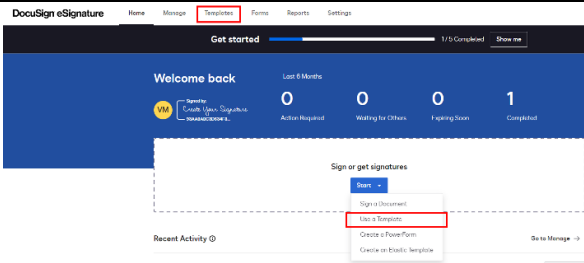 DocuSign eSignature Home Manage Templates Forms Reports Settings
Get started 1/5 Completed Show me
Welcome back Last 6 Months
VM Signed by: 0 0 0 1
Create Your Signature
Action Required Waiting for Others Expiring Soon Completed
Sign or get signatures
Start
Sign a Document
Use a Template
Create a PowerForm
Create an Elastic Template
Recent Activity Go to Manage →